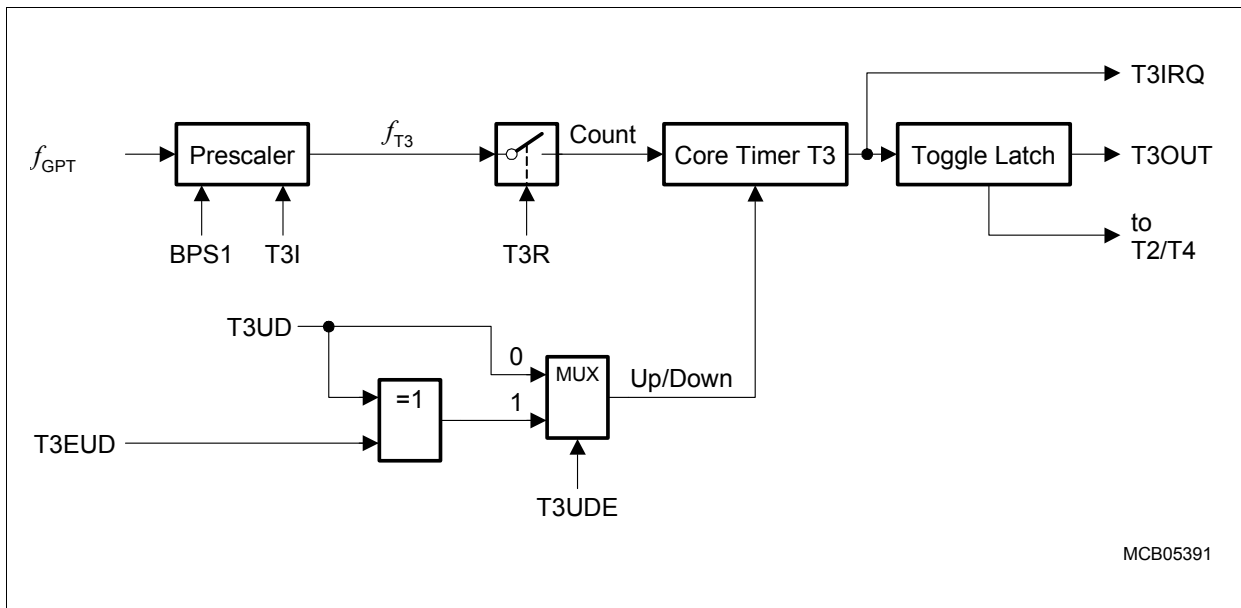 T3IRQ
f_GPT
Prescaler
f_T3
Count
Core Timer T3
Toggle Latch
T3OUT
BPS1
T3I
T3R
to
T2/T4
T3UD
0
MUX
Up/Down
=1
1
T3EUD
T3UDE
MCB05391